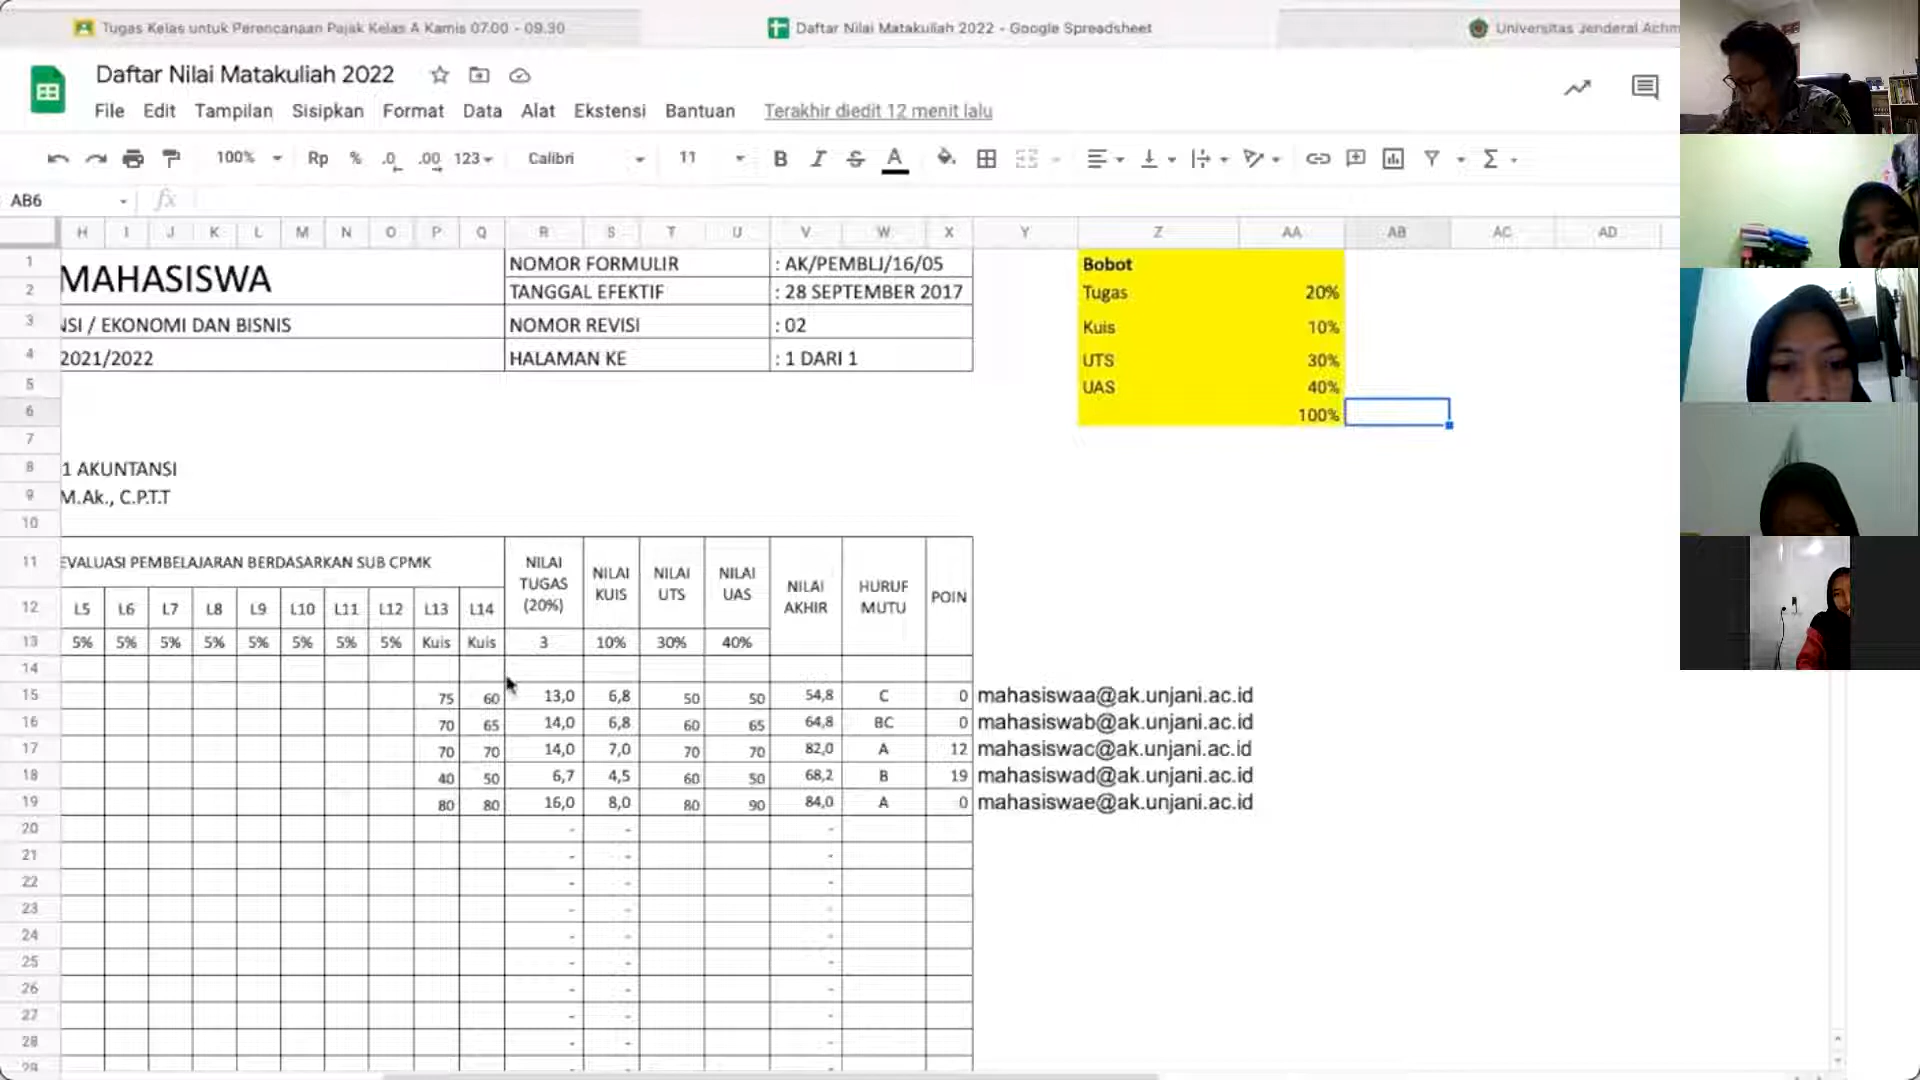 Tugas Kelas untuk Perencanaan Pajak Kelas A Kamis 07.00 - 09.30
Daftar Nilai Matakuliah 2022 - Google Spreadsheet
Universitas Jenderal Achm
Daftar Nilai Matakuliah 2022
File Edit Tampilan Sisipkan Format Data Alat Ekstensi Bantuan Terakhir diedit 12 menit lalu
100% Rp % .0 .00 123 Calibri 11 B I S A Σ
AB6 fx
H I J K L M N O P Q R S T U V W X Y Z AA AB AC AD
1 MAHASISWA NOMOR FORMULIR : AK/PEMBLJ/16/05 Bobot
2 TANGGAL EFEKTIF : 28 SEPTEMBER 2017 Tugas 20%
3 NSI / EKONOMI DAN BISNIS NOMOR REVISI : 02 Kuis 10%
4 2021/2022 HALAMAN KE : 1 DARI 1 UTS 30%
5 UAS 40%
6 100%
7
8 1 AKUNTANSI
9 M.Ak., C.P.T.T
10
11 EVALUASI PEMBELAJARAN BERDASARKAN SUB CPMK NILAI TUGAS (20%) NILAI KUIS NILAI UTS NILAI UAS NILAI AKHIR HURUF MUTU POIN
12 L5 L6 L7 L8 L9 L10 L11 L12 L13 L14
13 5% 5% 5% 5% 5% 5% 5% 5% Kuis Kuis 3 10% 30% 40%
14
15 75 60 13,0 6,8 50 50 54,8 C 0 mahasiswaa@ak.unjani.ac.id
16 70 65 14,0 6,8 60 65 64,8 BC 0 mahasiswab@ak.unjani.ac.id
17 70 70 14,0 7,0 70 70 82,0 A 12 mahasiswac@ak.unjani.ac.id
18 40 50 6,7 4,5 60 50 68,2 B 19 mahasiswad@ak.unjani.ac.id
19 80 80 16,0 8,0 80 90 84,0 A 0 mahasiswae@ak.unjani.ac.id
20 - - -
21 - - -
22 - - -
23 - - -
24 - - -
25 - - -
26 - - -
27 - - -
28 - - -
29